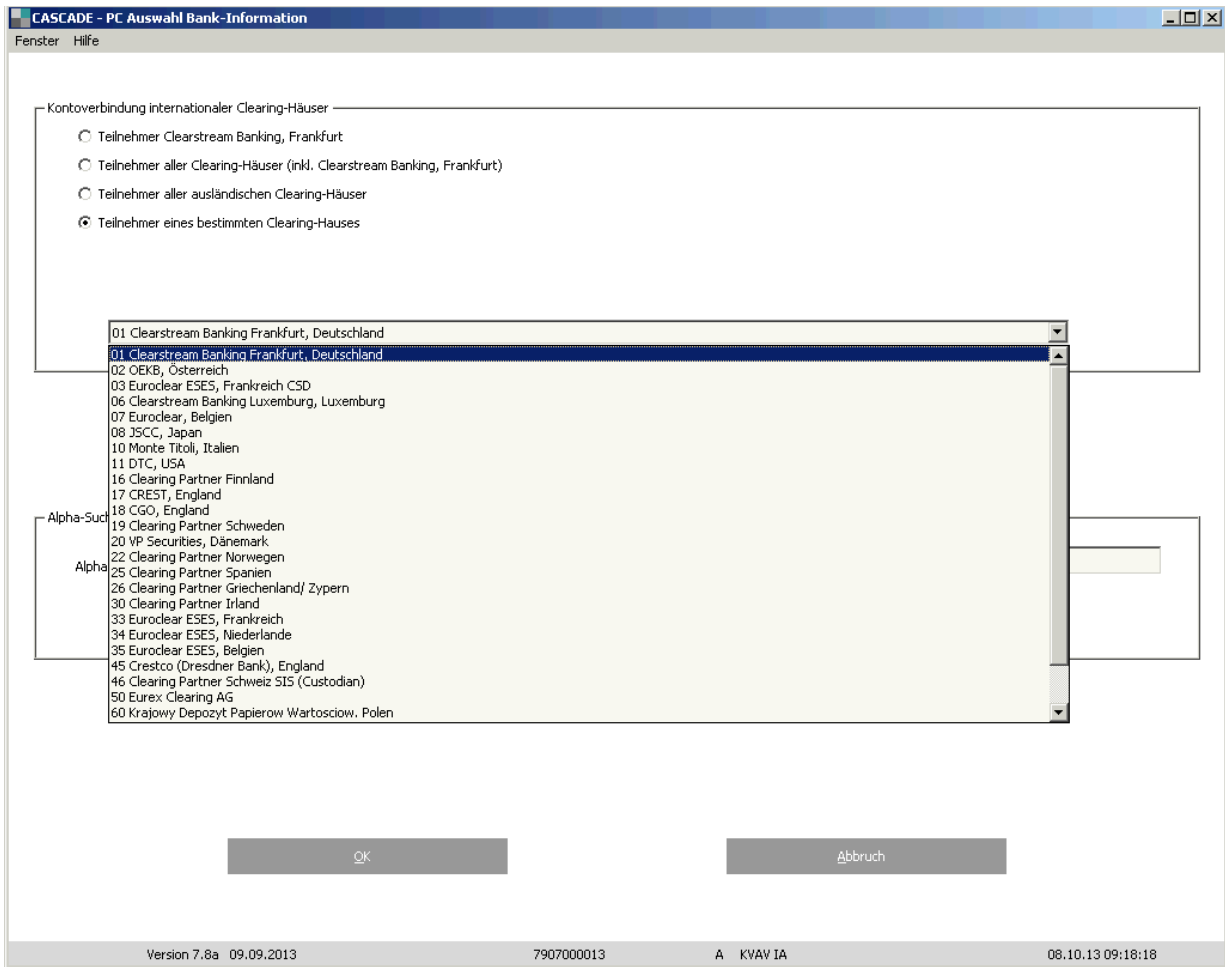 CASCADE - PC Auswahl Bank-Information
Fenster Hilfe
Kontoverbindung internationaler Clearing-Häuser
Teilnehmer Clearstream Banking, Frankfurt
Teilnehmer aller Clearing-Häuser (inkl. Clearstream Banking, Frankfurt)
Teilnehmer aller ausländischen Clearing-Häuser
Teilnehmer eines bestimmten Clearing-Hauses
01 Clearstream Banking Frankfurt, Deutschland
01 Clearstream Banking Frankfurt, Deutschland
02 OEKB, Österreich
03 Euroclear ESES, Frankreich CSD
06 Clearstream Banking Luxemburg, Luxemburg
07 Euroclear, Belgien
08 JSCC, Japan
10 Monte Titoli, Italien
11 DTC, USA
16 Clearing Partner Finnland
17 CREST, England
18 CGO, England
Alpha-Such
19 Clearing Partner Schweden
20 VP Securities, Dänemark
22 Clearing Partner Norwegen
Alpha
25 Clearing Partner Spanien
26 Clearing Partner Griechenland/ Zypern
30 Clearing Partner Irland
33 Euroclear ESES, Frankreich
34 Euroclear ESES, Niederlande
35 Euroclear ESES, Belgien
45 Crestco (Dresdner Bank), England
46 Clearing Partner Schweiz SIS (Custodian)
50 Eurex Clearing AG
60 Krajowy Depozyt Papierow Wartosciow. Polen
OK Abbruch
Version 7.8a 09.09.2013 7907000013 A KVAV IA 08.10.13 09:18:18